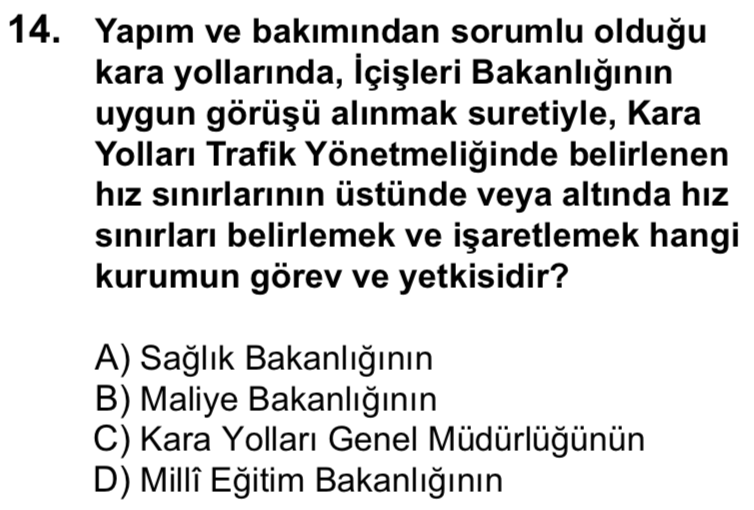 14. Yapım ve bakımından sorumlu olduğu
kara yollarında, İçişleri Bakanlığının
uygun görüşü alınmak suretiyle, Kara
Yolları Trafik Yönetmeliğinde belirlenen
hız sınırlarının üstünde veya altında hız
sınırları belirlemek ve işaretlemek hangi
kurumun görev ve yetkisidir?
A) Sağlık Bakanlığının
B) Maliye Bakanlığının
C) Kara Yolları Genel Müdürlüğünün
D) Millî Eğitim Bakanlığının